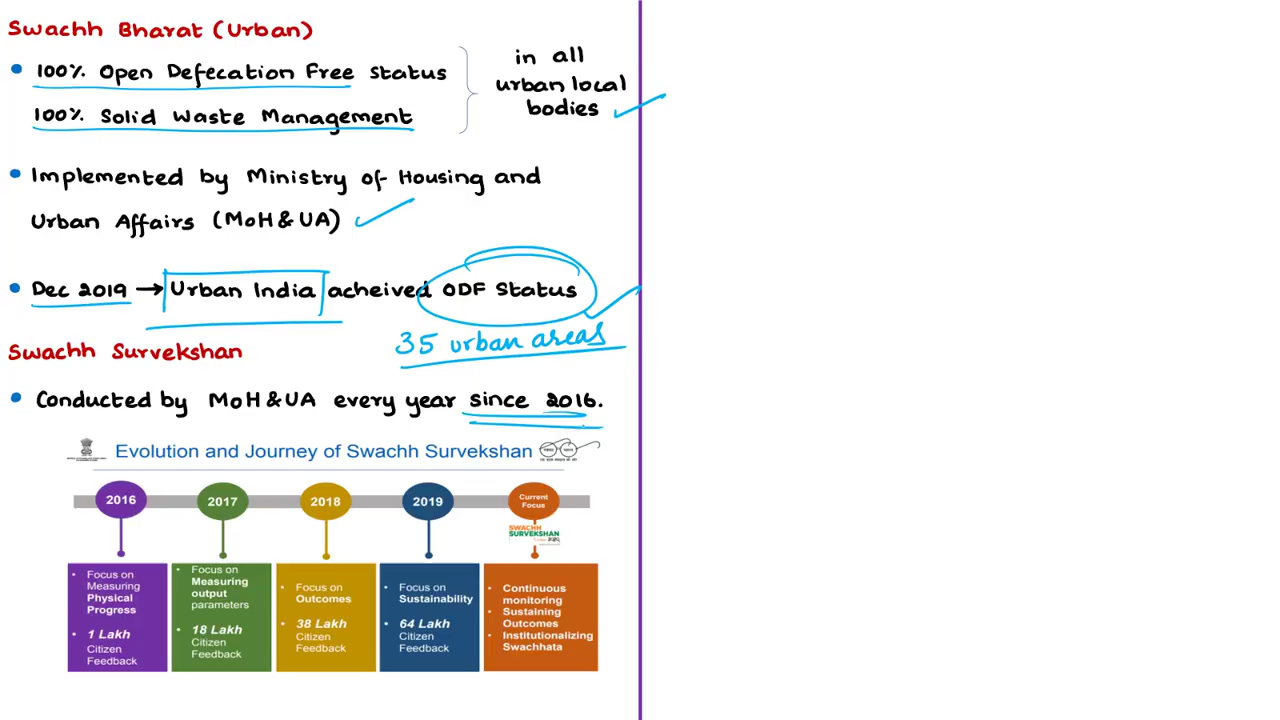 Swachh Bharat (Urban)
• 100% Open Defecation Free Status
100% Solid Waste Management
in all
urban local
bodies
• Implemented by Ministry of Housing and
Urban Affairs (MoH&UA)
• Dec 2019 → Urban India acheived ODF Status
35 urban areas
Swachh Survekshan
• Conducted by MoH&UA every year since 2016.
Evolution and Journey of Swachh Survekshan
2016
2017
2018
2019
Current
Focus
SWACHH
SURVEKSHAN
• Focus on
Measuring
Physical
Progress
• 1 Lakh
Citizen
Feedback
• Focus on
Measuring
output
parameters
• 18 Lakh
Citizen
Feedback
• Focus on
Outcomes
• 38 Lakh
Citizen
Feedback
• Focus on
Sustainability
• 64 Lakh
Citizen
Feedback
• Continuous
monitoring
• Sustaining
Outcomes
• Institutionalizing
Swachhata